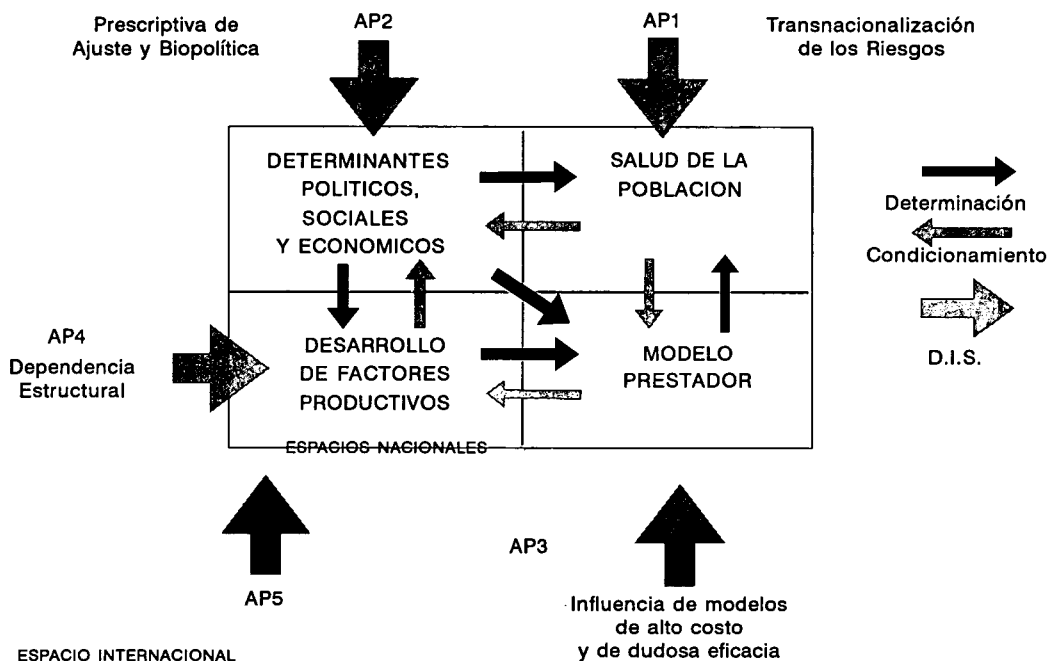 Prescriptiva de
Ajuste y Biopolítica
AP2
AP1
Transnacionalización
de los Riesgos
DETERMINANTES
POLITICOS,
SOCIALES
Y ECONOMICOS
SALUD DE LA
POBLACION
Determinación
Condicionamiento
D.I.S.
AP4
Dependencia
Estructural
DESARROLLO
DE FACTORES
PRODUCTIVOS
MODELO
PRESTADOR
ESPACIOS NACIONALES
AP3
AP5
Influencia de modelos
de alto costo
y de dudosa eficacia
ESPACIO INTERNACIONAL